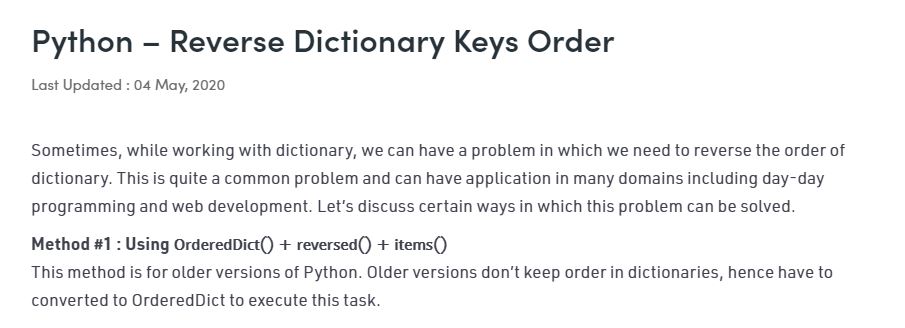 Python – Reverse Dictionary Keys Order
Last Updated : 04 May, 2020
Sometimes, while working with dictionary, we can have a problem in which we need to reverse the order of
dictionary. This is quite a common problem and can have application in many domains including day-day
programming and web development. Let’s discuss certain ways in which this problem can be solved.
Method #1 : Using OrderedDict() + reversed() + items()
This method is for older versions of Python. Older versions don’t keep order in dictionaries, hence have to
converted to OrderedDict to execute this task.